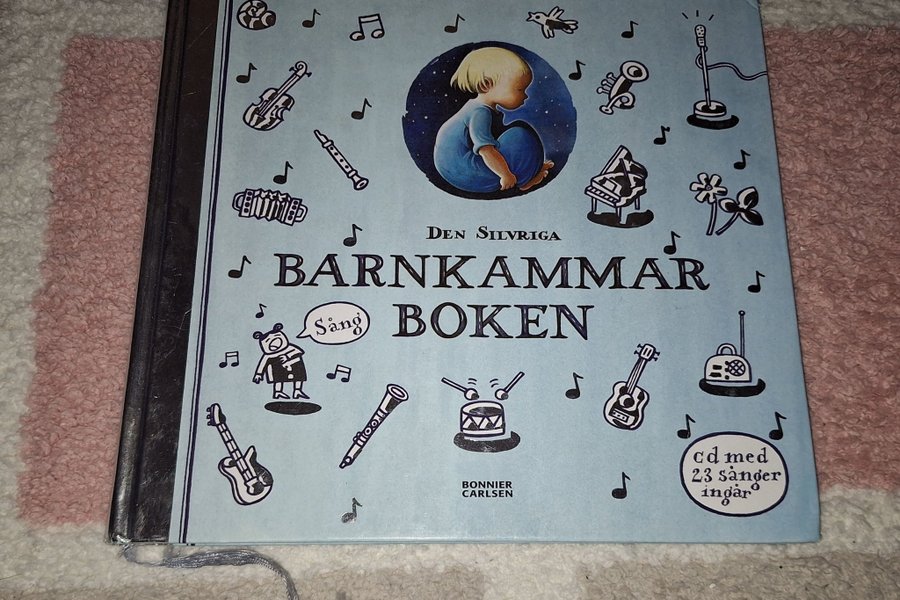 Den Silvriga
BARNKAMMAR
BOKEN
Sång
BONNIER
CARLSEN
cd med
23 sånger
ingår